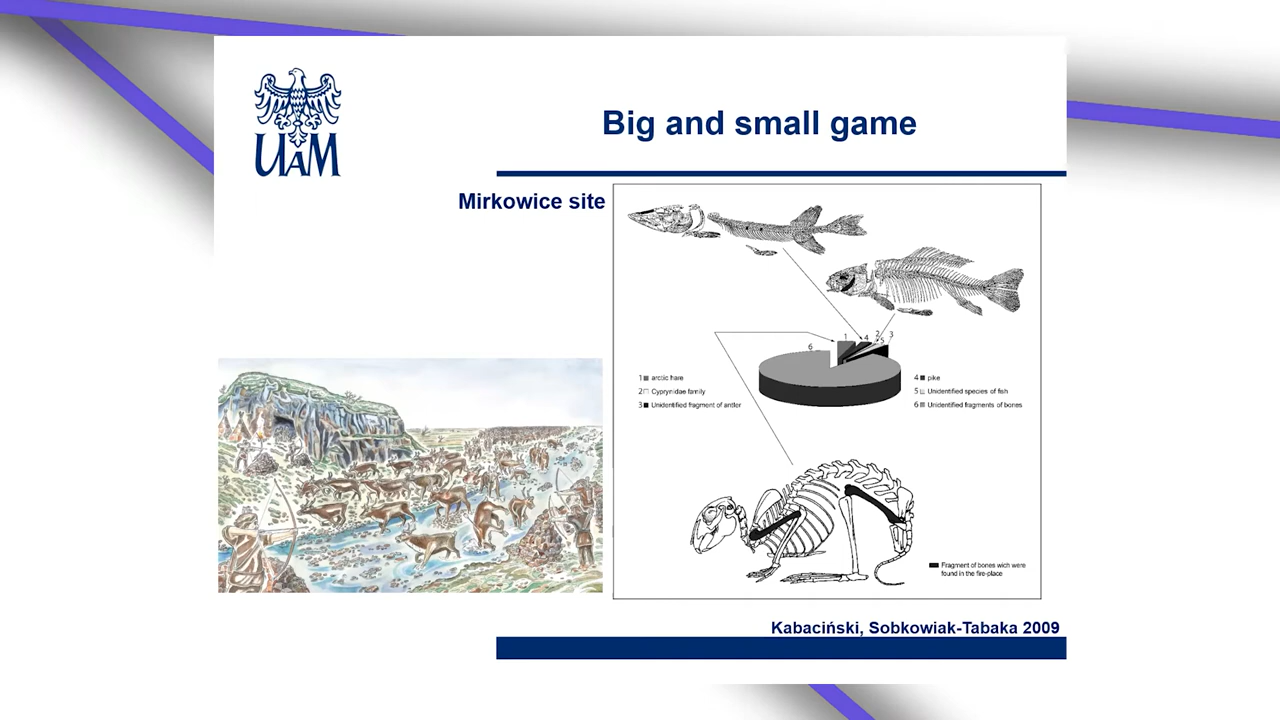 UAM
Big and small game
Mirkowice site
1 arctic hare
2 Cyprynidae family
3 Unidentified fragment of antler
6
1
4
2
5
3
4 pike
5 Unidentified species of fish
6 Unidentified fragments of bones
Fragment of bones wich were
found in the fire-place
Kabaciński, Sobkowiak-Tabaka 2009